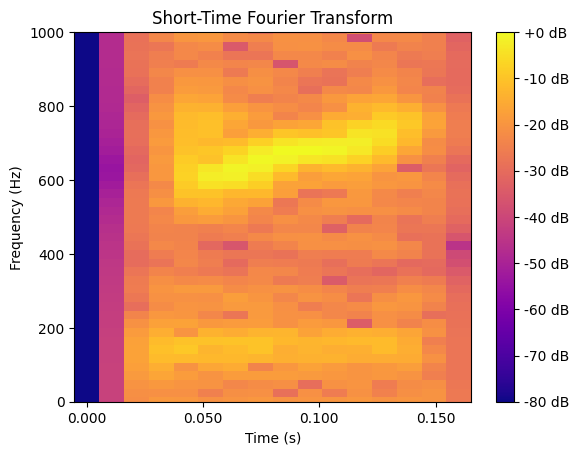 Short-Time Fourier Transform
1000
800
600
400
200
0
Frequency (Hz)
0.000
0.050
0.100
0.150
Time (s)
+0 dB
-10 dB
-20 dB
-30 dB
-40 dB
-50 dB
-60 dB
-70 dB
-80 dB